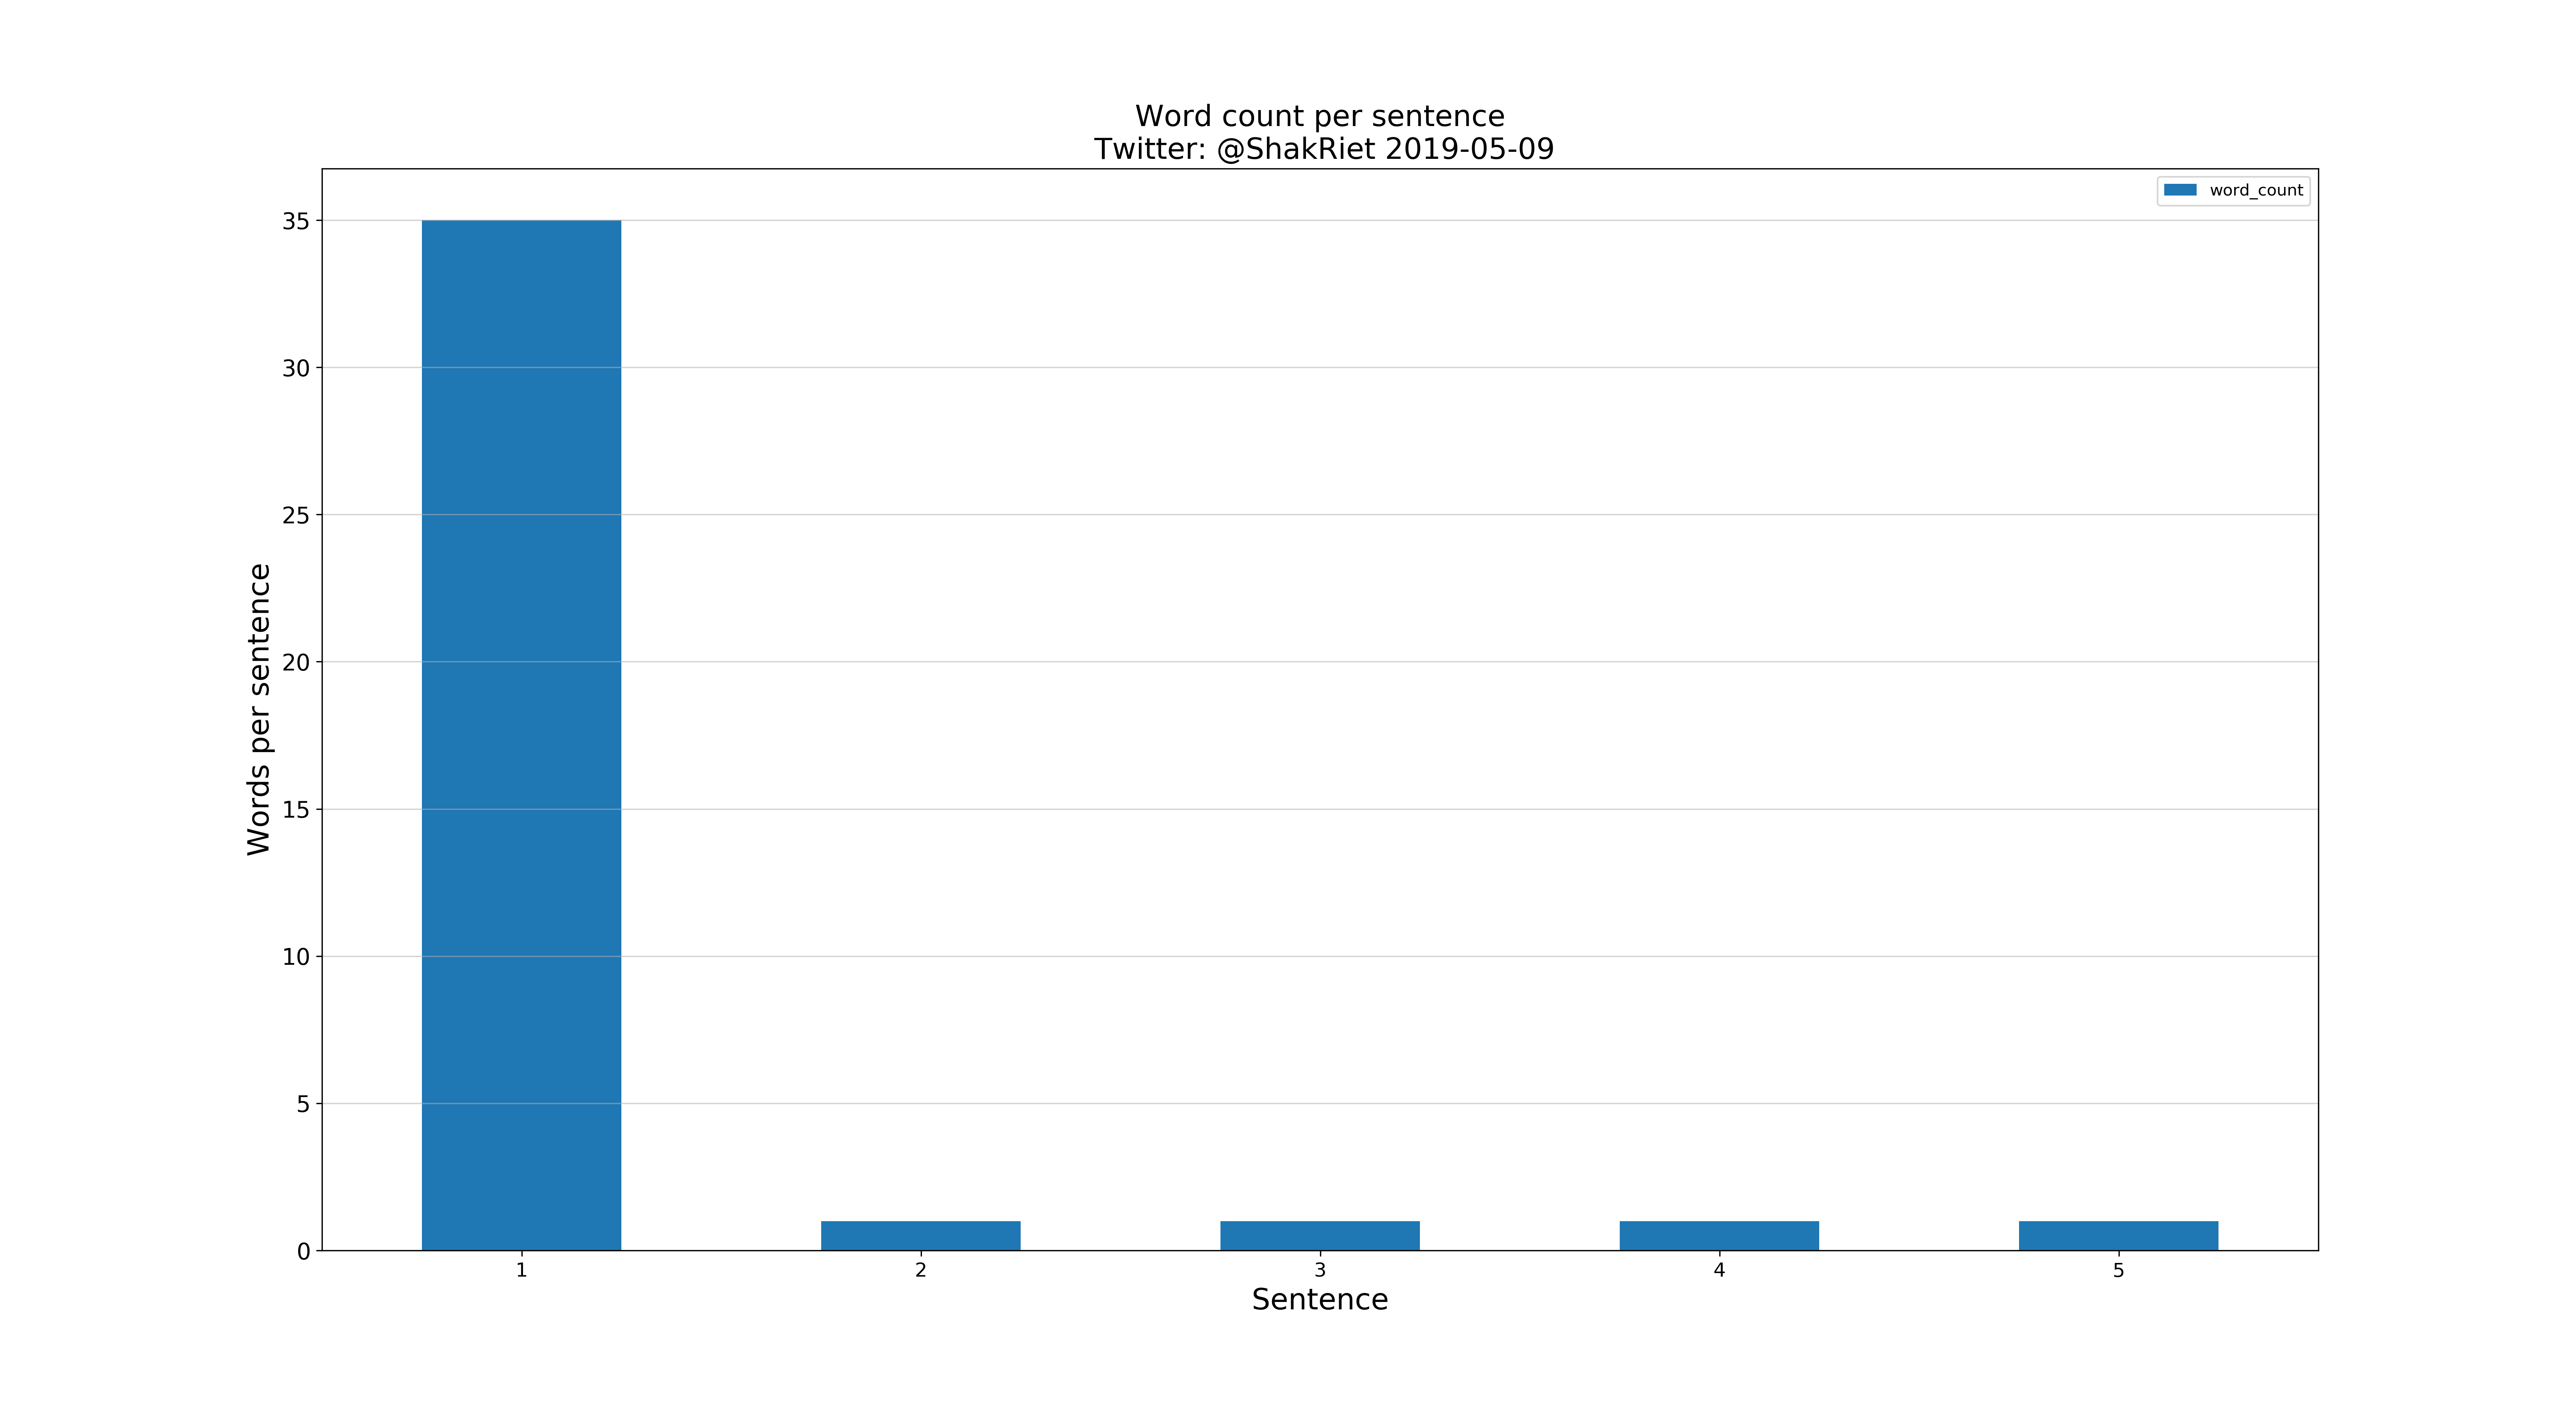 Word count per sentence
Twitter: @ShakRiet 2019-05-09
word_count
35
30
25
20
15
10
5
0
Words per sentence
1 2 3 4 5
Sentence